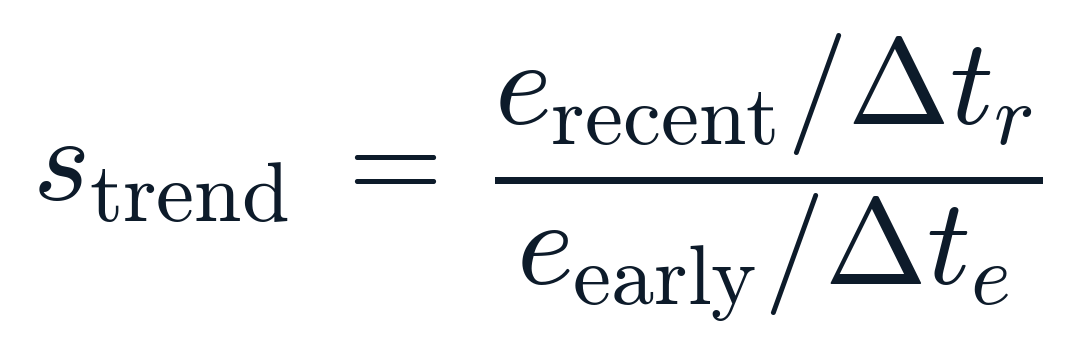 s_trend = (e_recent/Δt_r) / (e_early/Δt_e)